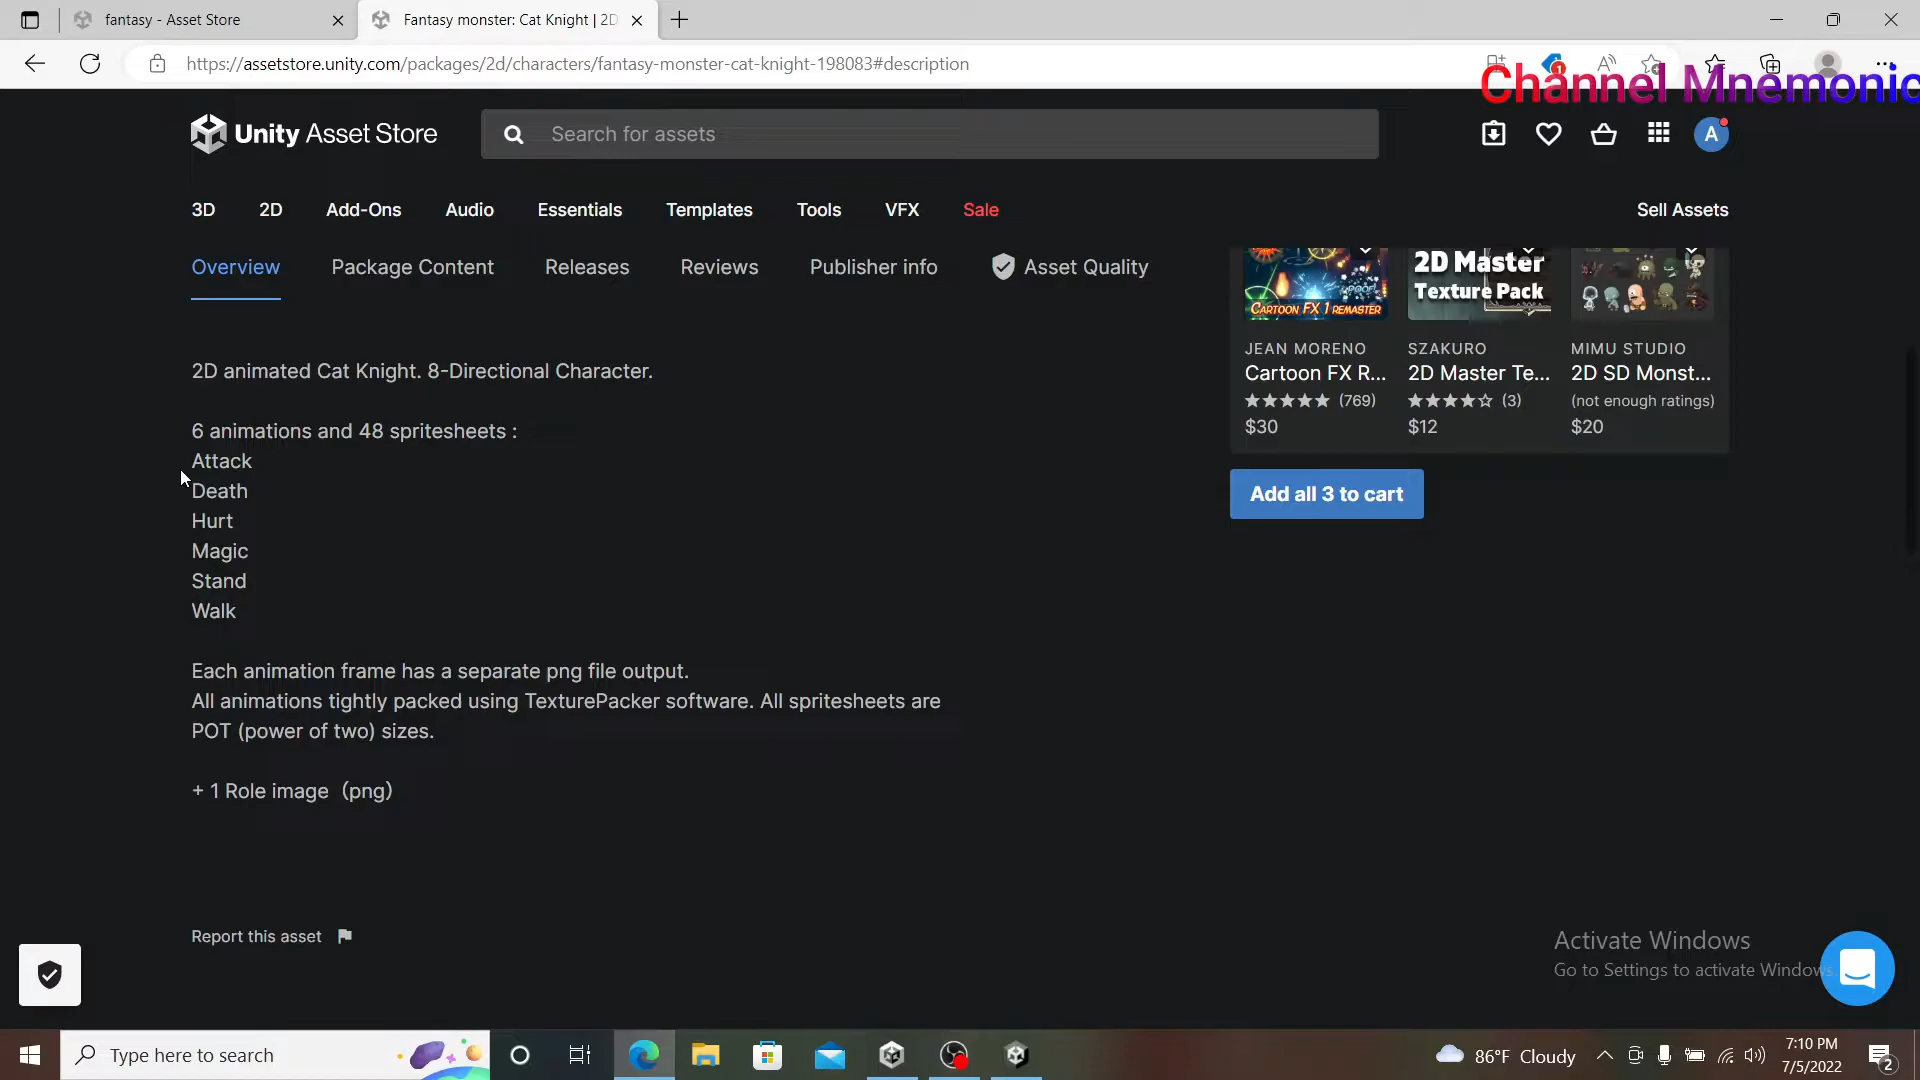 fantasy - Asset Store
Fantasy monster: Cat Knight | 2D
https://assetstore.unity.com/packages/2d/characters/fantasy-monster-cat-knight-198083#description
Channel Mnemonic
Unity Asset Store
Search for assets
A
3D 2D Add-Ons Audio Essentials Templates Tools VFX Sale Sell Assets
Overview Package Content Releases Reviews Publisher info Asset Quality
CARTOON FX 1 REMASTER
2D Master
Texture Pack
JEAN MORENO
Cartoon FX R...
(769)
$30
SZAKURO
2D Master Te...
(3)
$12
MIMU STUDIO
2D SD Monst...
(not enough ratings)
$20
Add all 3 to cart
2D animated Cat Knight. 8-Directional Character.
6 animations and 48 spritesheets :
Attack
Death
Hurt
Magic
Stand
Walk
Each animation frame has a separate png file output.
All animations tightly packed using TexturePacker software. All spritesheets are
POT (power of two) sizes.
+ 1 Role image (png)
Report this asset
Activate Windows
Go to Settings to activate Windows.
Type here to search
86°F Cloudy
7:10 PM
7/5/2022
2